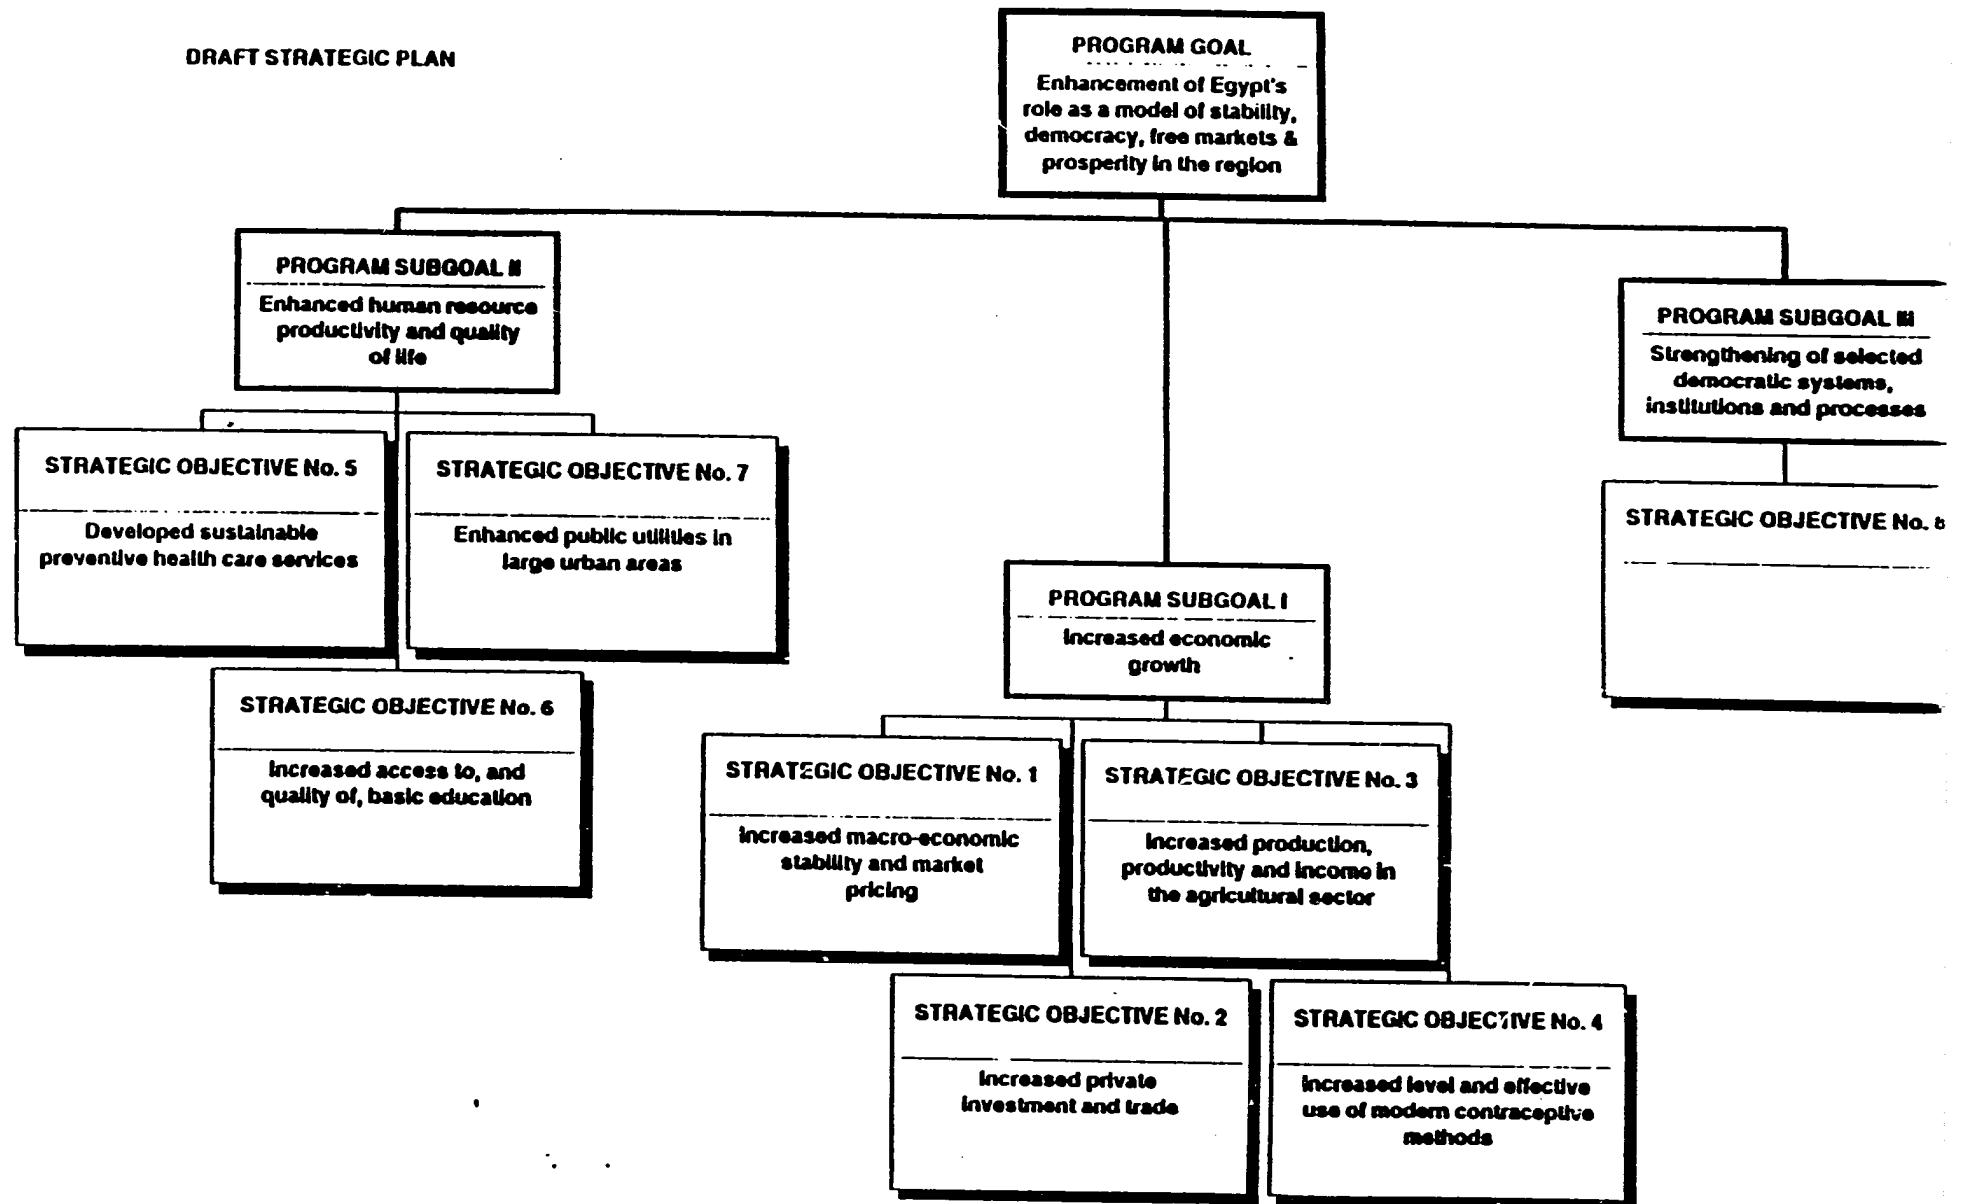 DRAFT STRATEGIC PLAN
PROGRAM GOAL
Enhancement of Egypt's
role as a model of stability,
democracy, free markets &
prosperity in the region
PROGRAM SUBGOAL II
Enhanced human resource
productivity and quality
of life
PROGRAM SUBGOAL III
Strengthening of selected
democratic systems,
institutions and processes
STRATEGIC OBJECTIVE No. 5
Developed sustainable
preventive health care services
STRATEGIC OBJECTIVE No. 7
Enhanced public utilities in
large urban areas
STRATEGIC OBJECTIVE No.
STRATEGIC OBJECTIVE No. 6
Increased access to, and
quality of, basic education
PROGRAM SUBGOAL I
Increased economic
growth
STRATEGIC OBJECTIVE No. 1
Increased macro-economic
stability and market
pricing
STRATEGIC OBJECTIVE No. 3
Increased production,
productivity and income in
the agricultural sector
STRATEGIC OBJECTIVE No. 2
Increased private
investment and trade
STRATEGIC OBJECTIVE No. 4
Increased level and effective
use of modern contraceptive
methods